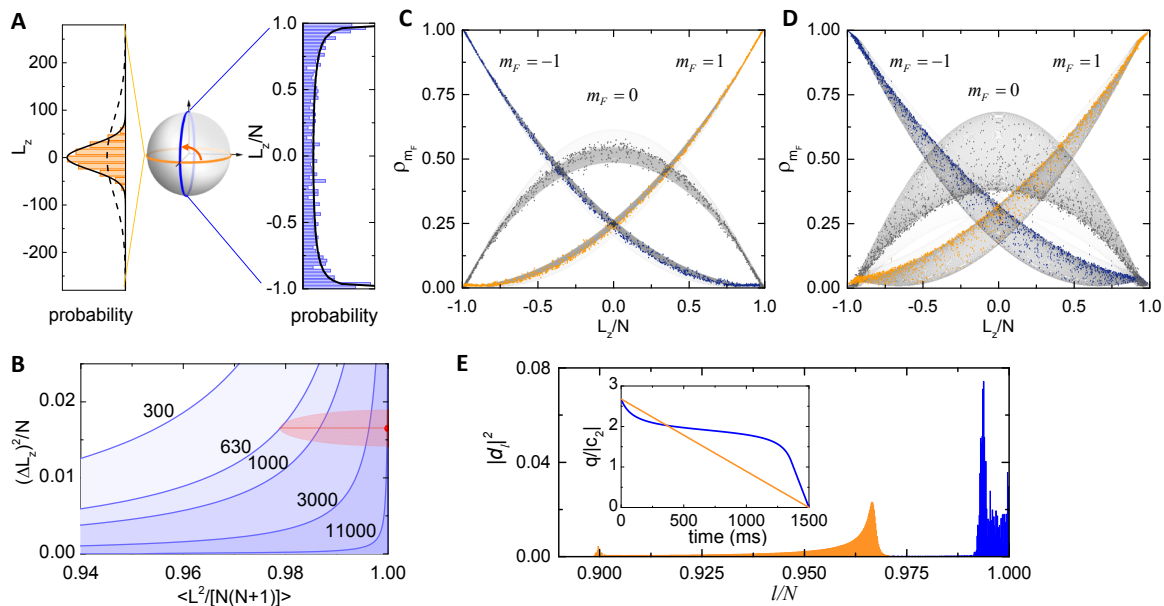 A
L_z
200
100
0
-100
-200
probability
L_z/N
1.0
0.5
0.0
-0.5
-1.0
probability
C
ρ_{m_F}
1.00
0.75
0.50
0.25
0.00
m_F = −1
m_F = 1
m_F = 0
-1.0 -0.5 0.0 0.5 1.0
L_z/N
D
ρ_{m_F}
1.00
0.75
0.50
0.25
0.00
m_F = −1
m_F = 1
m_F = 0
-1.0 -0.5 0.0 0.5 1.0
L_z/N
B
(ΔL_z)²/N
0.02
0.01
0.00
300
630
1000
3000
11000
0.94 0.96 0.98 1.00
<L²/[N(N+1)]>
E
|d_l|²
0.08
0.04
0.00
q/|c₂|
3
2
1
0
0 500 1000 1500
time (ms)
0.900 0.925 0.950 0.975 1.000
l/N